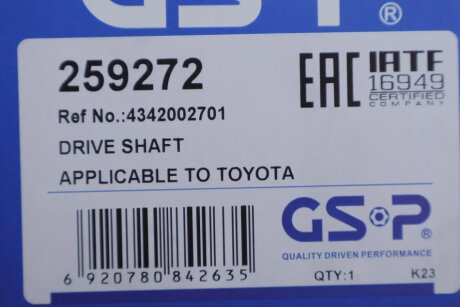 GSP ®
259272
EAC
IATF
16949
CERTIFIED
COMPANY
Ref No.:4342002701
DRIVE SHAFT
APPLICABLE TO TOYOTA
GSP®
QUALITY DRIVEN PERFORMANCE
6 920780 842635
QTY:1 K23